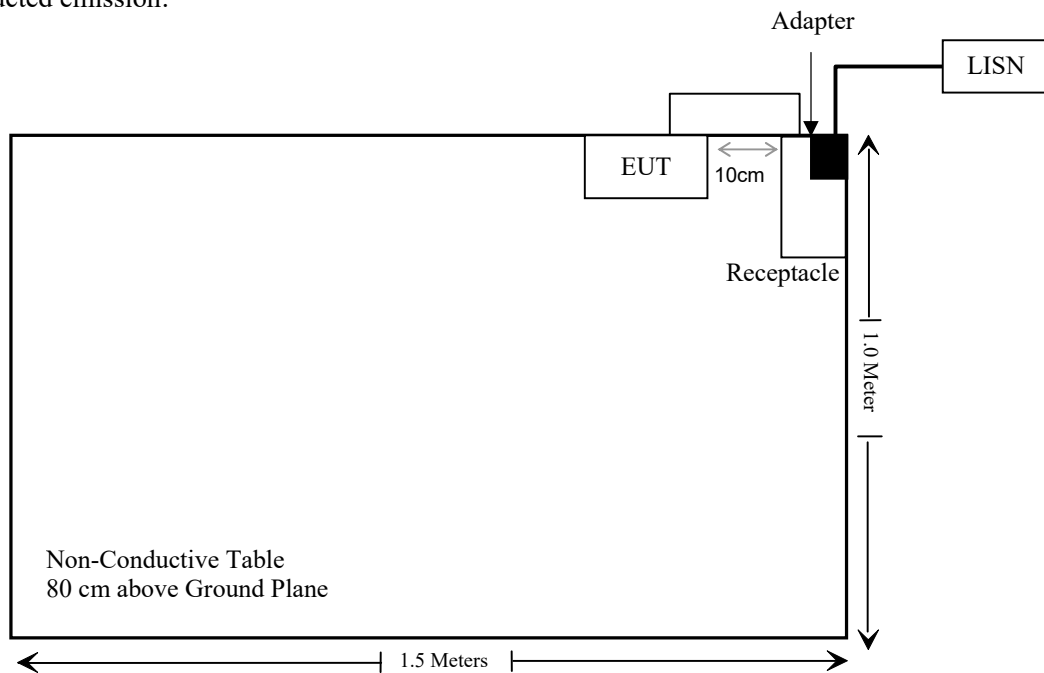 Adapter
LISN
EUT
10cm
Receptacle
1.0 Meter
Non-Conductive Table
80 cm above Ground Plane
1.5 Meters